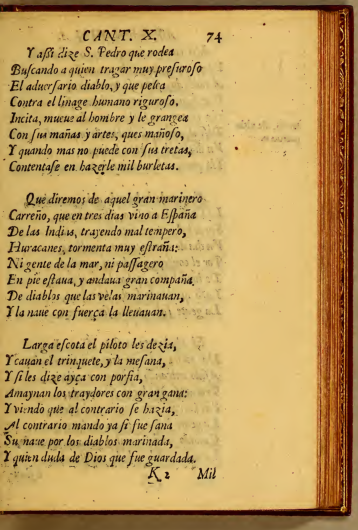 CANT. X. 74
Y aſsi dize S. Pedro que rodea
Buſcando a quien tragar muy preſuroſo
El aduerſario diablo, y que pelea
Contra el linage humano riguroſo,
Incita, mueue al hombre y le grangea
Con ſus mañas y artes, ques mañoſo,
Y quando mas no puede con ſus tretas,
Contentaſe en hazerle mil burletas.
Que diremos de aquel gran marinero
Carreño, que en tres dias vino a Eſpaña
De las Indias, trayendo mal tempero,
Huracanes, tormenta muy eſtraña:
Ni gente de la mar, ni paſſagero
En pie eſtaua, y andaua gran compaña
De diablos que las velas marinauan,
Y la naue con fuerça la lleuauan.
Larga eſcota el piloto les dezia,
Y cauan el trinquete, y la meſana,
Y ſi les dize ayça con porfia,
Amaynan los traydores con gran gana:
Y viendo que al contrario ſe hazia,
Al contrario mando ya ſi fue ſana
Su naue por los diablos marinada,
Y quien duda de Dios que fue guardada.
K 2 Mil